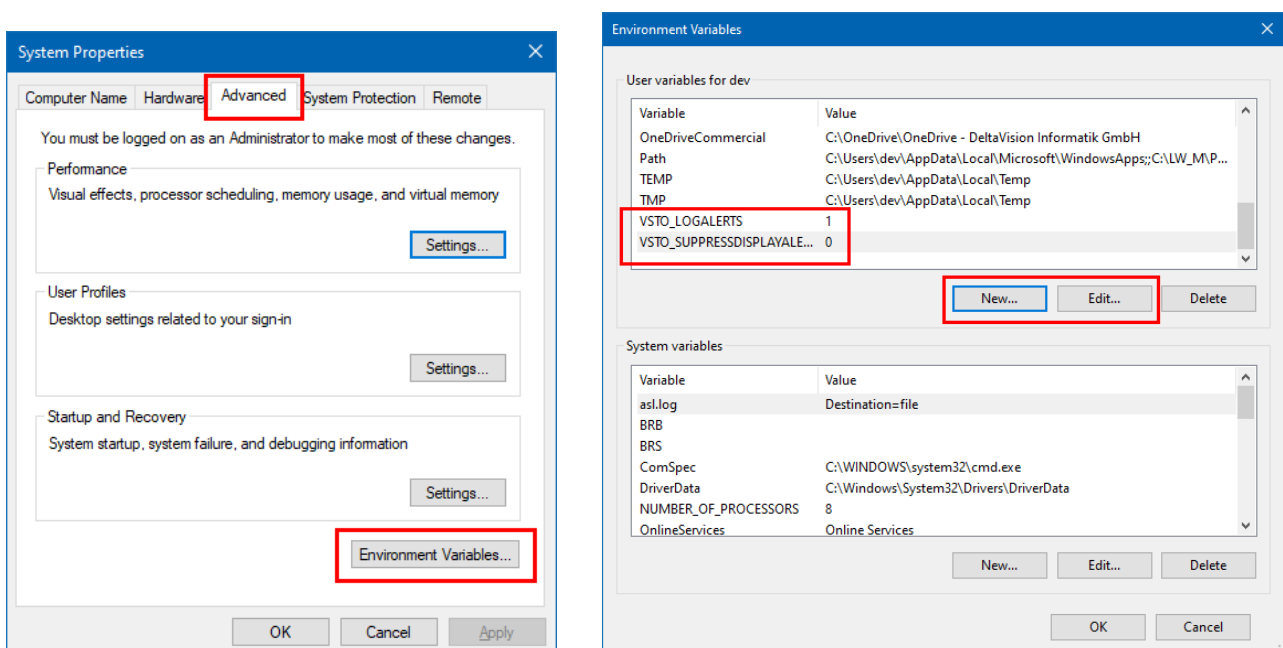 System Properties
Computer Name Hardware Advanced System Protection Remote
You must be logged on as an Administrator to make most of these changes.
Performance
Visual effects, processor scheduling, memory usage, and virtual memory
Settings...
User Profiles
Desktop settings related to your sign-in
Settings...
Startup and Recovery
System startup, system failure, and debugging information
Settings...
Environment Variables...
OK Cancel Apply
Environment Variables
User variables for dev
Variable Value
OneDriveCommercial C:\OneDrive\OneDrive - DeltaVision Informatik GmbH
Path C:\Users\dev\AppData\Local\Microsoft\WindowsApps;;C:\LW_M\P...
TEMP C:\Users\dev\AppData\Local\Temp
TMP C:\Users\dev\AppData\Local\Temp
VSTO_LOGALERTS 1
VSTO_SUPPRESSDISPLAYALE... 0
New... Edit... Delete
System variables
Variable Value
asl.log Destination=file
BRB
BRS
ComSpec C:\WINDOWS\system32\cmd.exe
DriverData C:\Windows\System32\Drivers\DriverData
NUMBER_OF_PROCESSORS 8
OnlineServices Online Services
New... Edit... Delete
OK Cancel